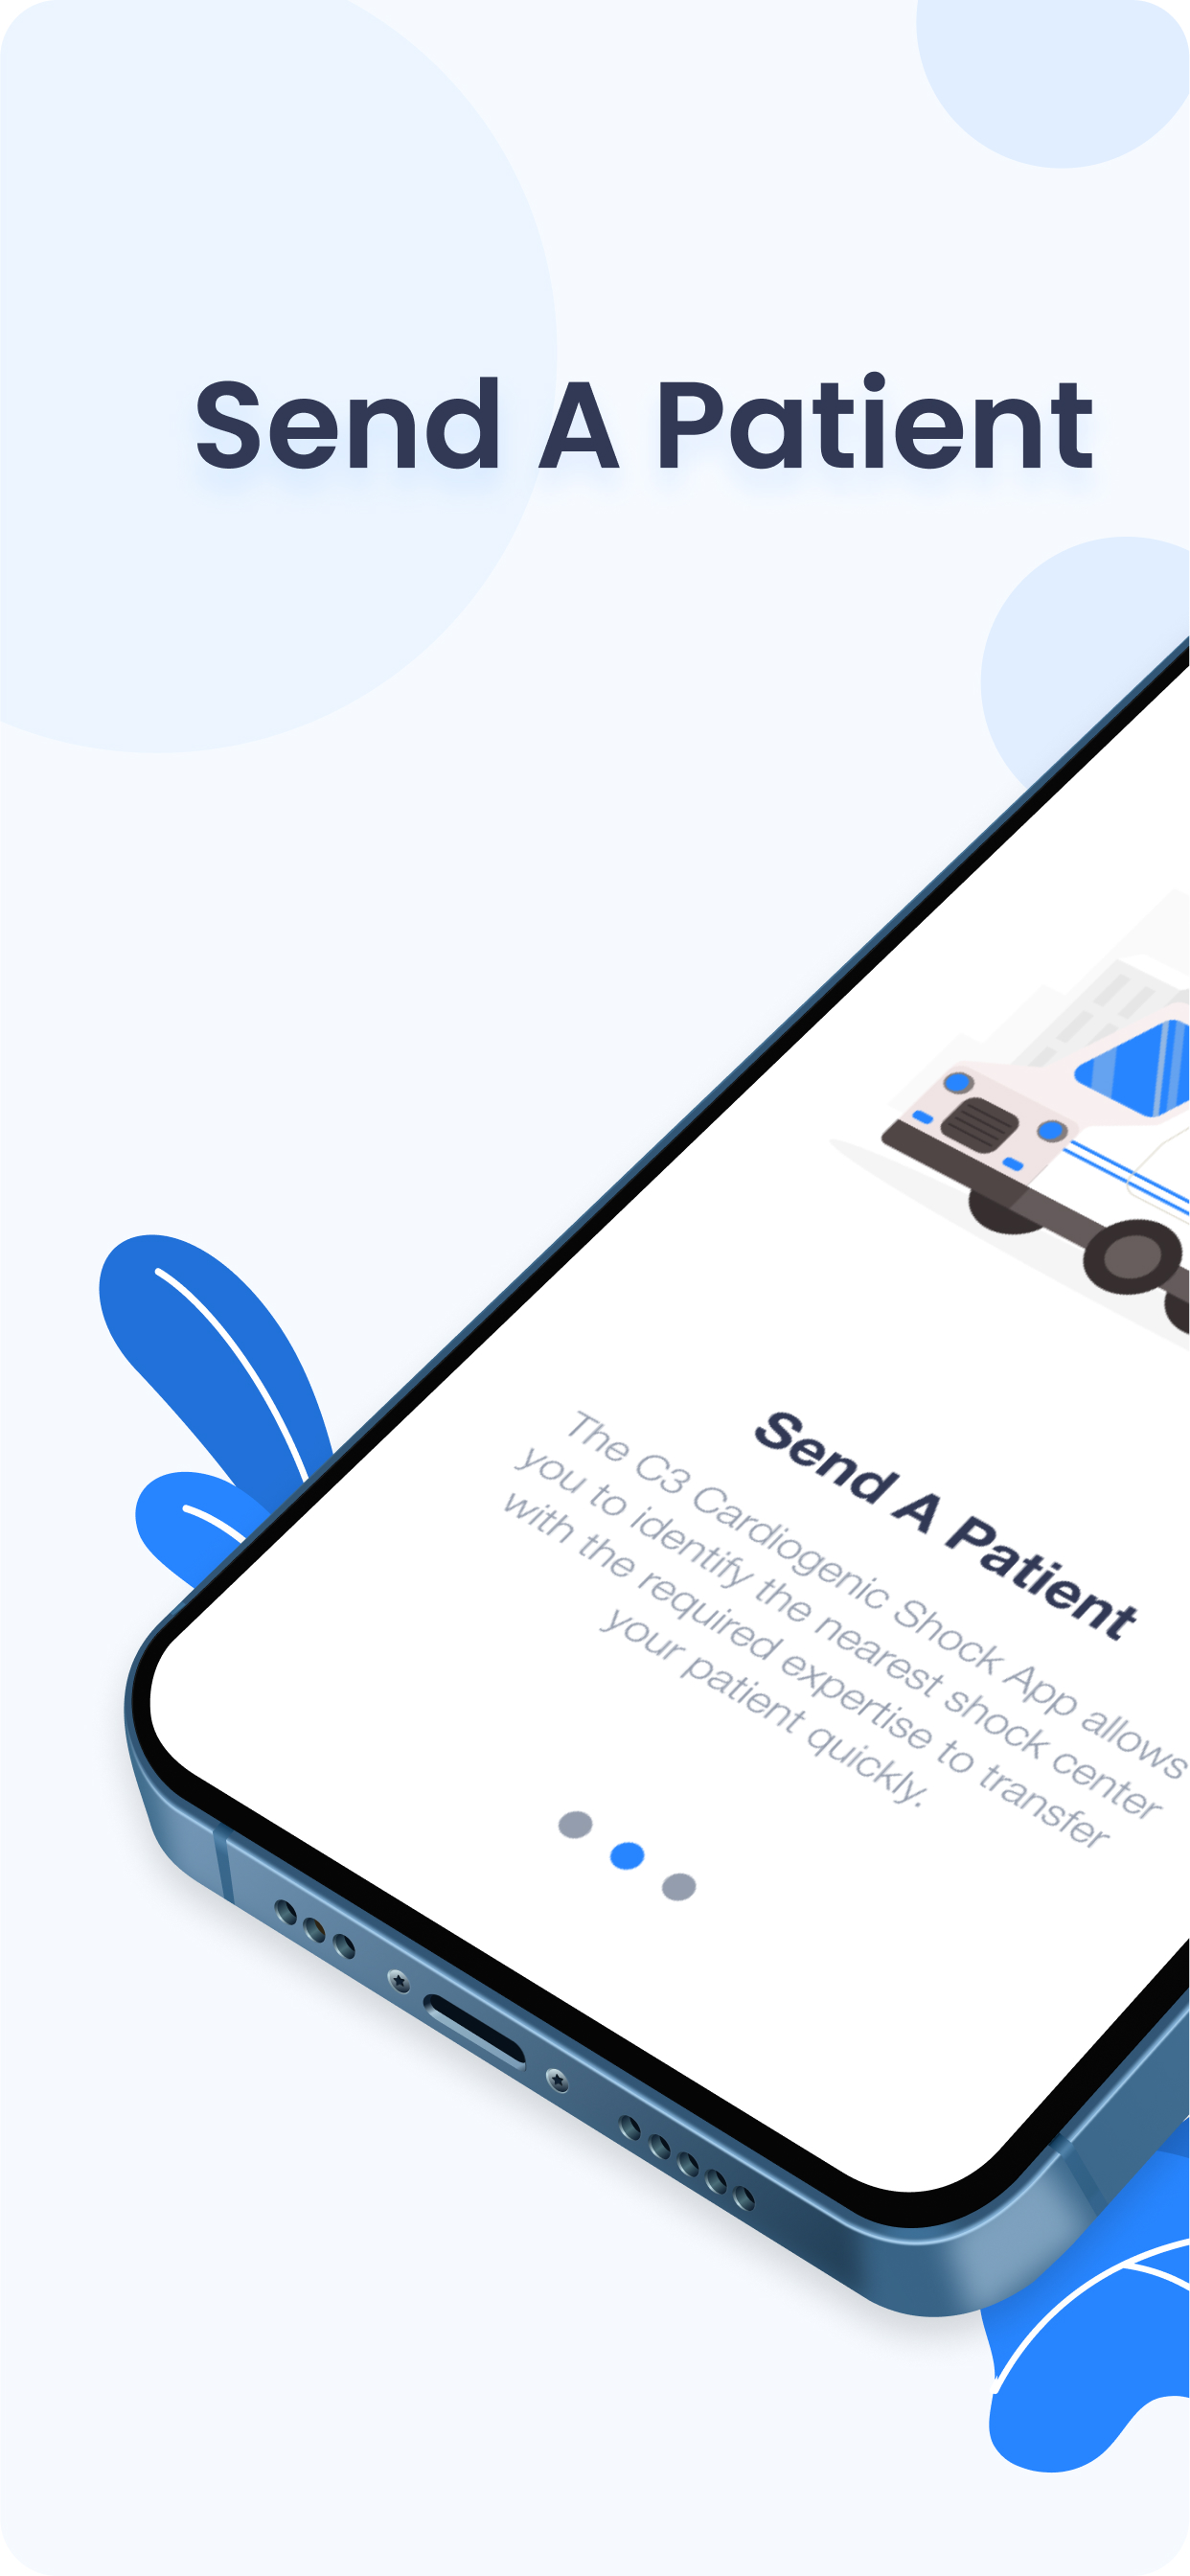 Send A Patient
Send A Patient
The C3 Cardiogenic Shock App allows
you to identify the nearest shock center
with the required expertise to transfer
your patient quickly.